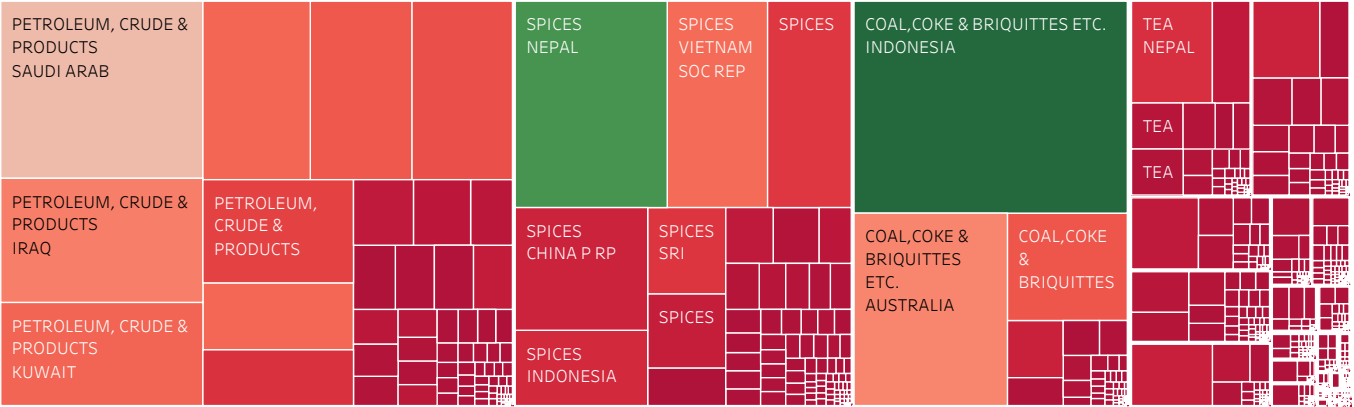 PETROLEUM, CRUDE &
PRODUCTS
SAUDI ARAB
PETROLEUM, CRUDE &
PRODUCTS
IRAQ
PETROLEUM, CRUDE &
PRODUCTS
KUWAIT
PETROLEUM,
CRUDE &
PRODUCTS
SPICES
NEPAL
SPICES
VIETNAM
SOC REP
SPICES
SPICES
CHINA P RP
SPICES
SRI
SPICES
SPICES
INDONESIA
COAL,COKE & BRIQUITTES ETC.
INDONESIA
COAL,COKE &
BRIQUITTES
ETC.
AUSTRALIA
COAL,COKE
&
BRIQUITTES
TEA
NEPAL
TEA
TEA